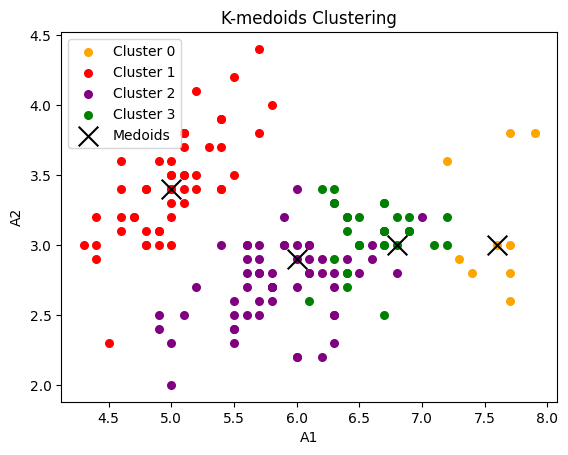 K-medoids Clustering
4.5
4.0
3.5
3.0
2.5
2.0
A2
Cluster 0
Cluster 1
Cluster 2
Cluster 3
Medoids
4.5 5.0 5.5 6.0 6.5 7.0 7.5 8.0
A1